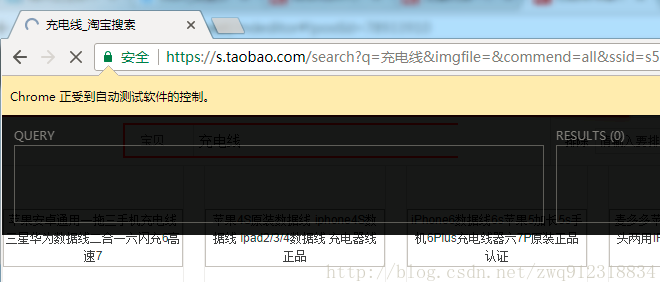 充电线_淘宝搜索
安全 https://s.taobao.com/search?q=充电线&imgfile=&commend=all&ssid=s5
Chrome 正受到自动测试软件的控制。
QUERY RESULTS (0)
宝贝 充电线
苹果安卓通用一拖三手机充电线 苹果4S原装数据线 iphone4S数 iPhone6数据线6s苹果5加长5s手 更多多
三星华为数据线二合一六内充6高 据线 ipad2/3/4数据线 充电器线 机6Plus充电线器六7P原装正品 头两用
速7 正品 认证
http://blog.csdn.net/zwq912318834